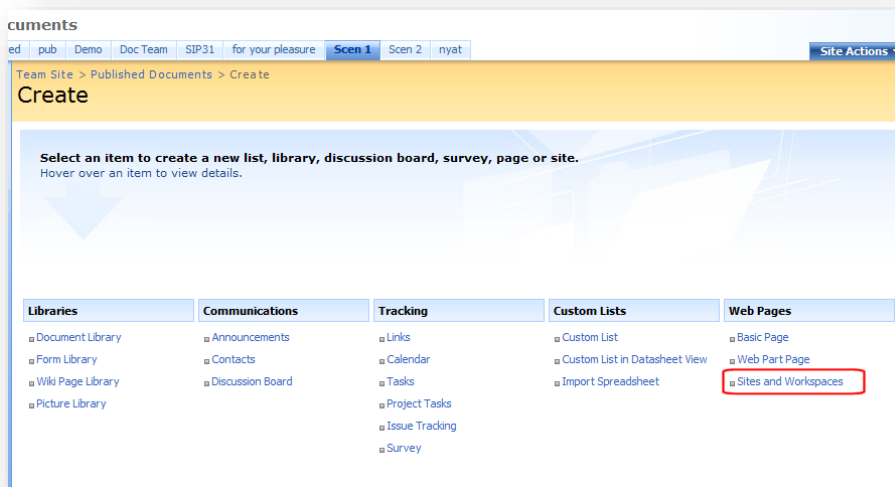 cuments
ed pub Demo Doc Team SIP31 for your pleasure Scen 1 Scen 2 nyat Site Actions
Team Site > Published Documents > Create
Create
Select an item to create a new list, library, discussion board, survey, page or site.
Hover over an item to view details.
Libraries Communications Tracking Custom Lists Web Pages
Document Library Announcements Links Custom List Basic Page
Form Library Contacts Calendar Custom List in Datasheet View Web Part Page
Wiki Page Library Discussion Board Tasks Import Spreadsheet Sites and Workspaces
Picture Library Project Tasks
Issue Tracking
Survey